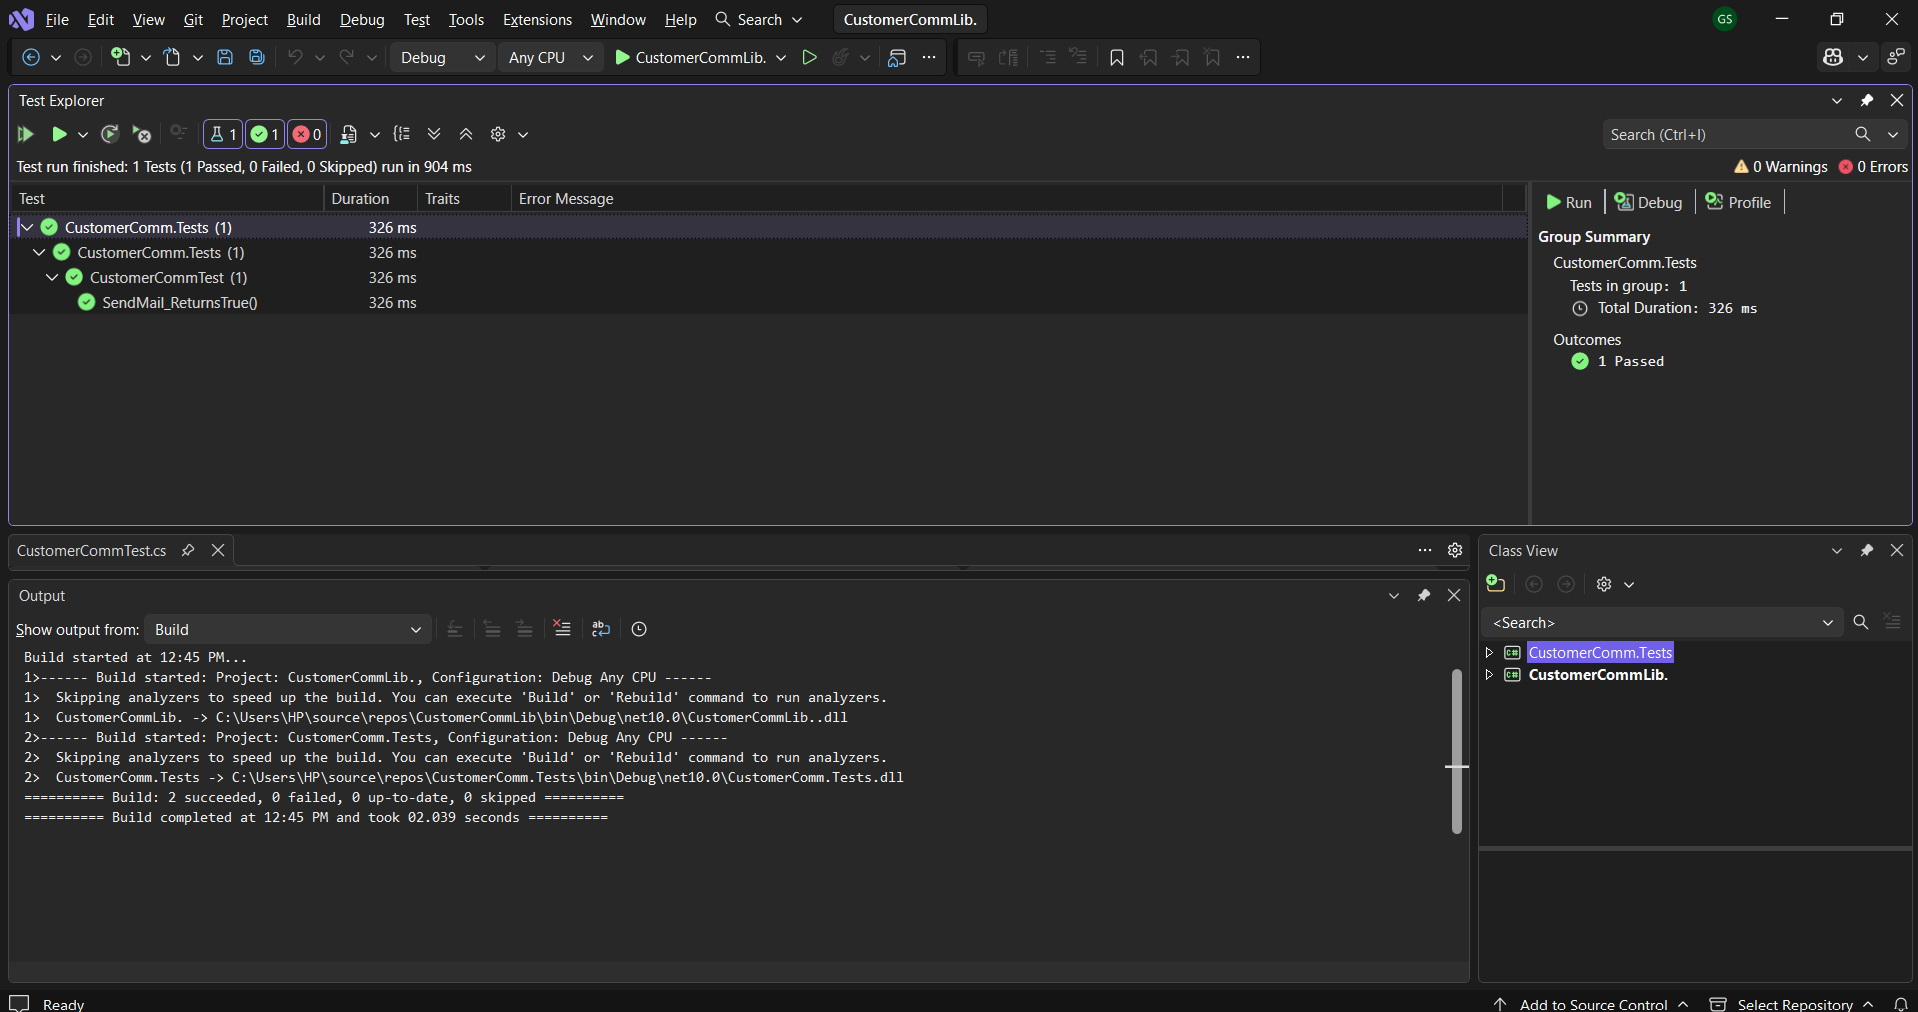 File Edit View Git Project Build Debug Test Tools Extensions Window Help Search CustomerCommLib. GS
Debug Any CPU CustomerCommLib.
Test Explorer
1 1 0 Search (Ctrl+I)
Test run finished: 1 Tests (1 Passed, 0 Failed, 0 Skipped) run in 904 ms 0 Warnings 0 Errors
Test Duration Traits Error Message
CustomerComm.Tests (1) 326 ms
CustomerComm.Tests (1) 326 ms
CustomerCommTest (1) 326 ms
SendMail_ReturnsTrue() 326 ms
Run Debug Profile
Group Summary
CustomerComm.Tests
Tests in group: 1
Total Duration: 326 ms
Outcomes
1 Passed
CustomerCommTest.cs
Output
Show output from: Build
Build started at 12:45 PM...
1>------ Build started: Project: CustomerCommLib., Configuration: Debug Any CPU ------
1>  Skipping analyzers to speed up the build. You can execute 'Build' or 'Rebuild' command to run analyzers.
1>  CustomerCommLib. -> C:\Users\HP\source\repos\CustomerCommLib\bin\Debug\net10.0\CustomerCommLib..dll
2>------ Build started: Project: CustomerComm.Tests, Configuration: Debug Any CPU ------
2>  Skipping analyzers to speed up the build. You can execute 'Build' or 'Rebuild' command to run analyzers.
2>  CustomerComm.Tests -> C:\Users\HP\source\repos\CustomerComm.Tests\bin\Debug\net10.0\CustomerComm.Tests.dll
========== Build: 2 succeeded, 0 failed, 0 up-to-date, 0 skipped ==========
========== Build completed at 12:45 PM and took 02.039 seconds ==========
Class View
<Search>
CustomerComm.Tests
CustomerCommLib.
Ready Add to Source Control Select Repository